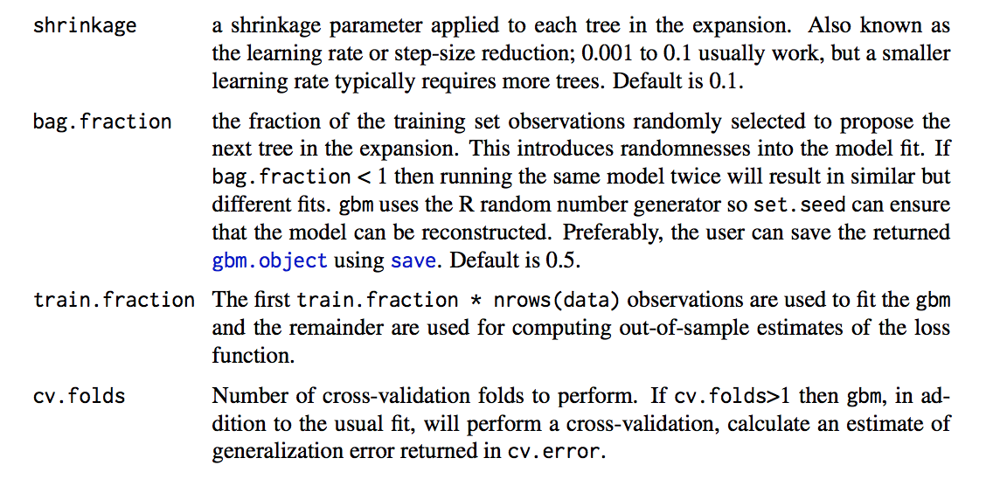 shrinkage a shrinkage parameter applied to each tree in the expansion. Also known as
the learning rate or step-size reduction; 0.001 to 0.1 usually work, but a smaller
learning rate typically requires more trees. Default is 0.1.
bag.fraction the fraction of the training set observations randomly selected to propose the
next tree in the expansion. This introduces randomnesses into the model fit. If
bag.fraction < 1 then running the same model twice will result in similar but
different fits. gbm uses the R random number generator so set.seed can ensure
that the model can be reconstructed. Preferably, the user can save the returned
gbm.object using save. Default is 0.5.
train.fraction The first train.fraction * nrows(data) observations are used to fit the gbm
and the remainder are used for computing out-of-sample estimates of the loss
function.
cv.folds Number of cross-validation folds to perform. If cv.folds>1 then gbm, in ad-
dition to the usual fit, will perform a cross-validation, calculate an estimate of
generalization error returned in cv.error.